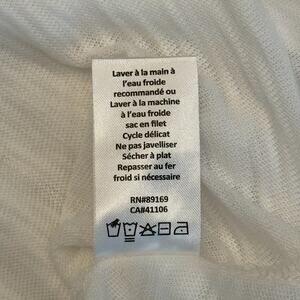 Laver à la main à
l'eau froide
recommandé ou
Laver à la machine
à l'eau froide
sac en filet
Cycle délicat
Ne pas javelliser
Sécher à plat
Repasser au fer
froid si nécessaire
RN#89169
CA#41106